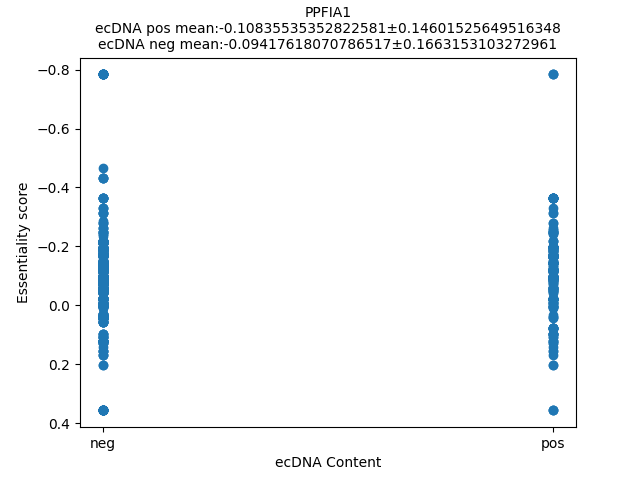 PPFIA1
ecDNA pos mean:-0.10835535352822581±0.14601525649516348
ecDNA neg mean:-0.09417618070786517±0.1663153103272961
−0.8
−0.6
−0.4
−0.2
0.0
0.2
0.4
Essentiality score
neg
pos
ecDNA Content